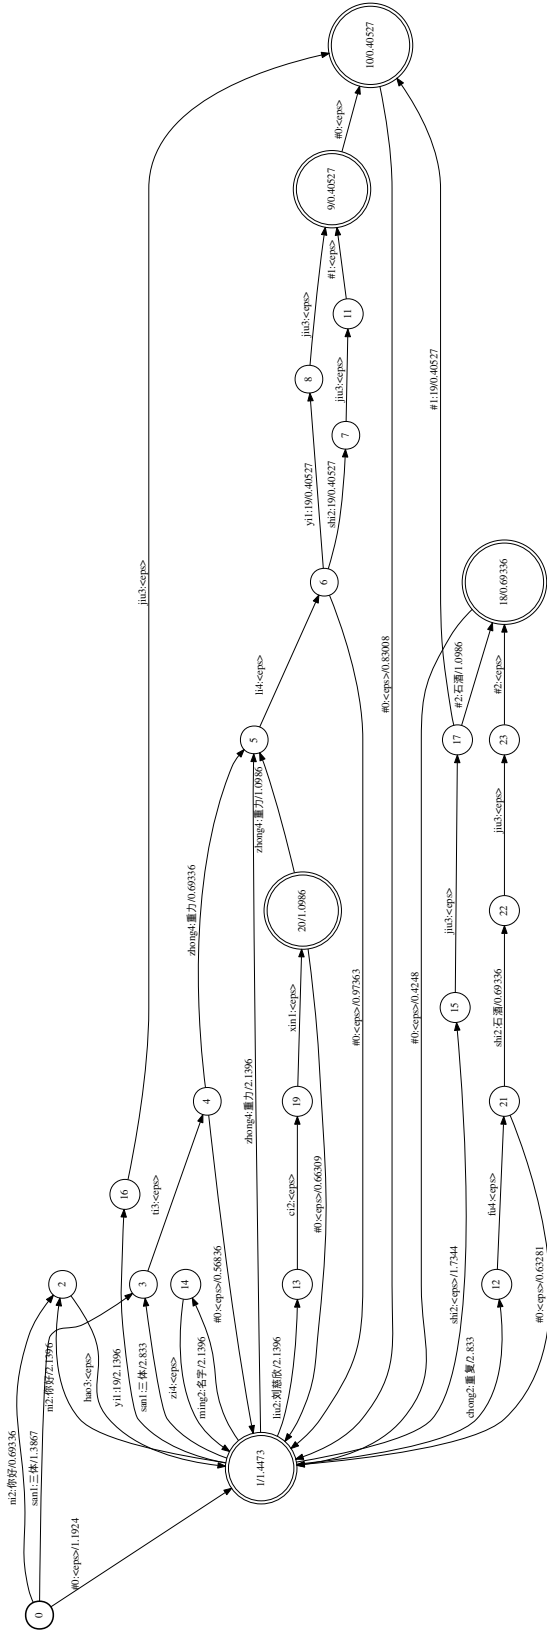 0
#0:<eps>/1.1924
san1:三体/1.3867
ni2:你好/0.69336
1/1.4473
ni2:你好/2.1396
hao3:<eps>
yi1:19/2.1396
san1:三体/2.833
zi4:<eps>
ming2:名字/2.1396
liu2:刘慈欣/2.1396
chong2:重复/2.833
shi2:<eps>/1.7344
2
3
14
13
12
16
ti3:<eps>
#0:<eps>/0.56836
ci2:<eps>
fu4:<eps>
#0:<eps>/0.63281
4
19
21
zhong4:重力/2.1396
#0:<eps>/0.66309
xin1:<eps>
15
shi2:石酒/0.69336
zhong4:重力/0.69336
20/1.0986
22
jiu3:<eps>
#0:<eps>/0.97363
#0:<eps>/0.4248
zhong4:重力/1.0986
jiu3:<eps>
5
17
23
li4:<eps>
#0:<eps>/0.83008
#2:石酒/1.0986
#2:<eps>
jiu3:<eps>
6
18/0.69336
yi1:19/0.40527
shi2:19/0.40527
7
8
jiu3:<eps>
jiu3:<eps>
11
#1:19/0.40527
#1:<eps>
9/0.40527
#0:<eps>
10/0.40527